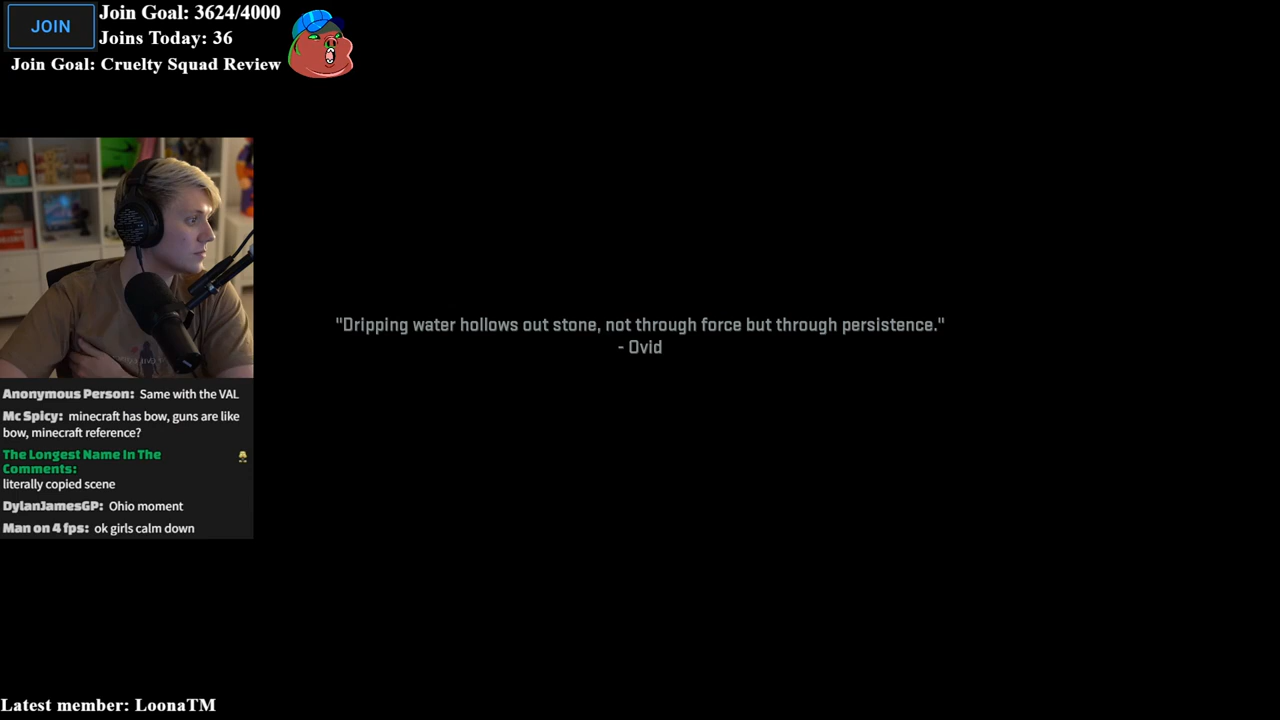 JOIN
Join Goal: 3624/4000
Joins Today: 36
Join Goal: Cruelty Squad Review
"Dripping water hollows out stone, not through force but through persistence."
- Ovid
Anonymous Person: Same with the VAL
Mc Spicy: minecraft has bow, guns are like
bow, minecraft reference?
The Longest Name In The
Comments:
literally copied scene
DylanJamesGP: Ohio moment
Man on 4 fps: ok girls calm down
Latest member: LoonaTM